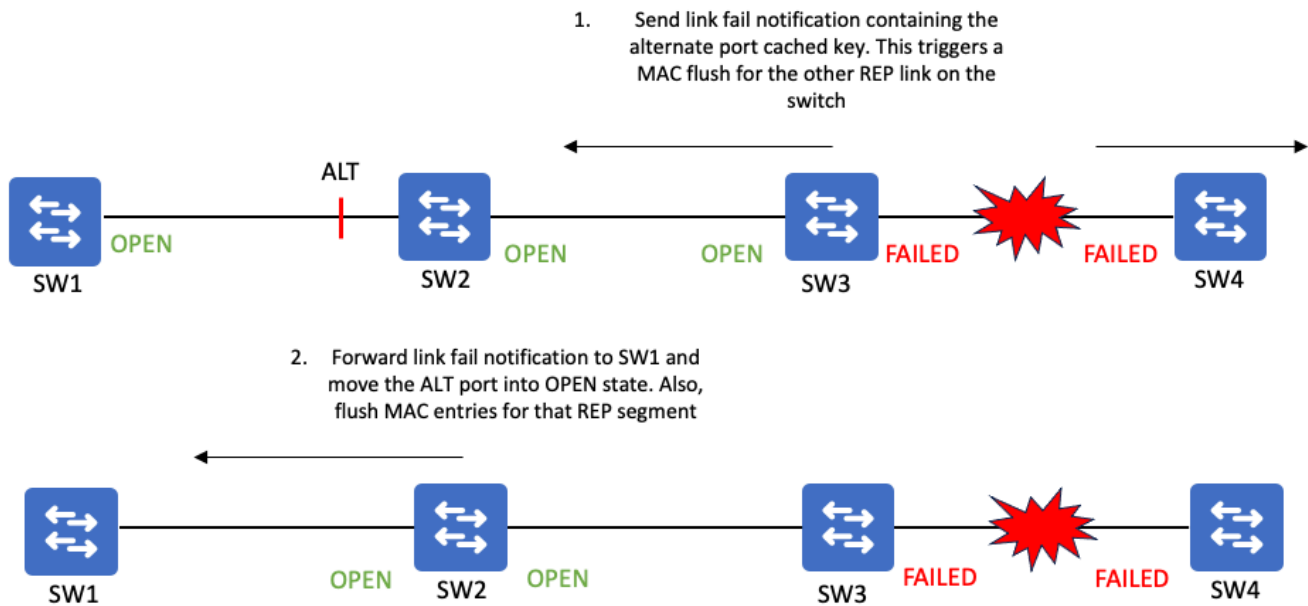 1. Send link fail notification containing the
alternate port cached key. This triggers a
MAC flush for the other REP link on the
switch
ALT
OPEN
OPEN
OPEN
FAILED
FAILED
SW1
SW2
SW3
SW4
2. Forward link fail notification to SW1 and
move the ALT port into OPEN state. Also,
flush MAC entries for that REP segment
OPEN
OPEN
FAILED
FAILED
SW1
SW2
SW3
SW4